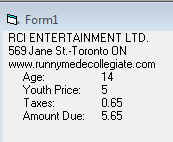 Form1
RCI ENTERTAINMENT LTD.
569 Jane St.-Toronto ON
www.runnymedecollegiate.com
Age: 14
Youth Price: 5
Taxes: 0.65
Amount Due: 5.65